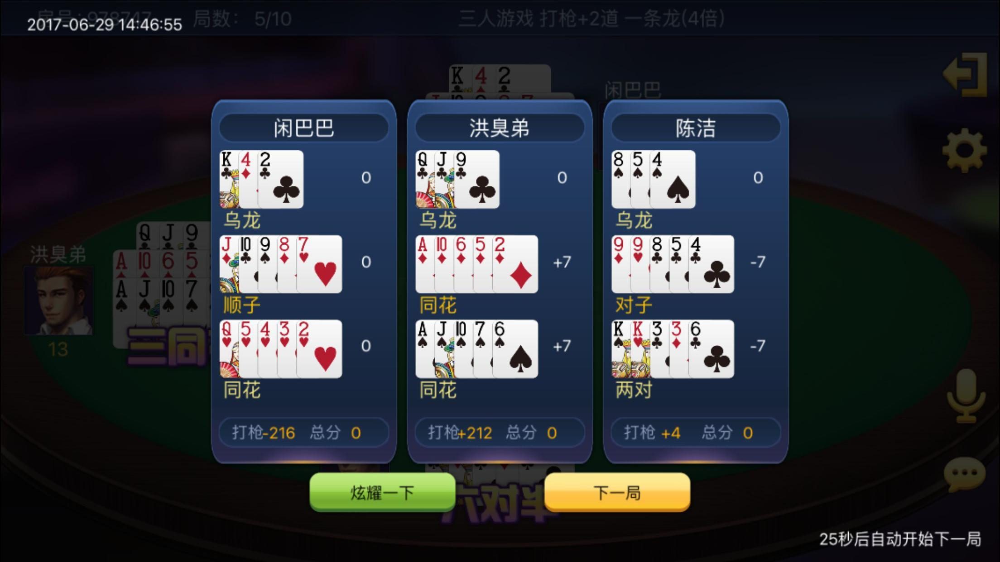 2017-06-29 14:46:55 局数： 5/10
三人游戏 打枪+2道 一条龙(4倍)
K 4 2
闲巴巴
闲巴巴
K 4 2
0
乌龙
J 10 9 8 7
0
顺子
Q 5 4 3 2
0
同花
打枪-216 总分 0
洪臭弟
Q J 9
0
乌龙
A 10 6 5 2
+7
同花
A J 10 7 6
+7
同花
打枪+212 总分 0
陈洁
8 5 4
0
乌龙
9 9 8 5 4
-7
对子
K K 3 3 6
-7
两对
打枪 +4 总分 0
洪臭弟
Q J 9
A 10 6 5
A J 10 7
13
三同
炫耀一下
下一局
六对半
25秒后自动开始下一局